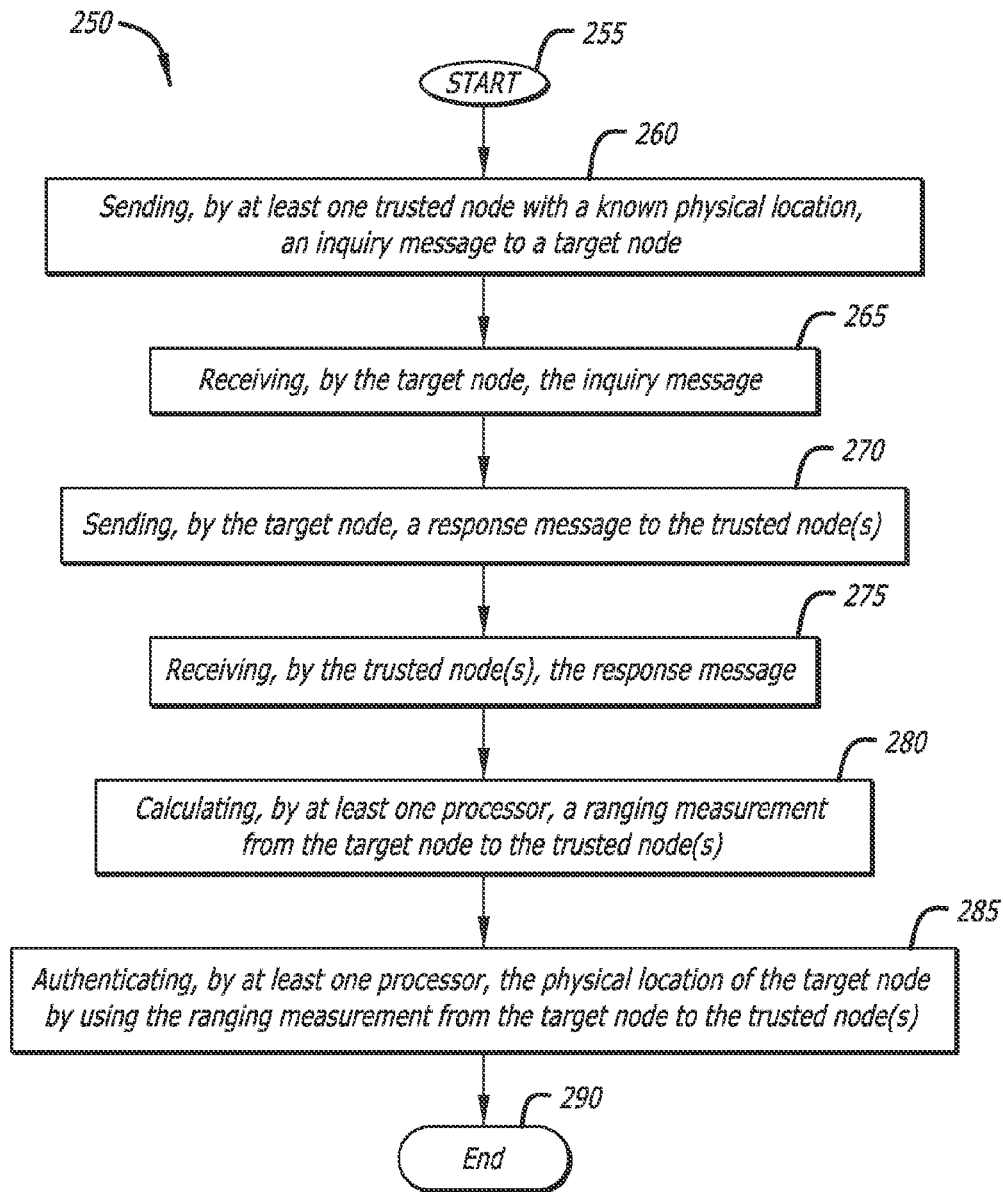 250
255
START
260
Sending, by at least one trusted node with a known physical location,
an inquiry message to a target node
265
Receiving, by the target node, the inquiry message
270
Sending, by the target node, a response message to the trusted node(s)
275
Receiving, by the trusted node(s), the response message
280
Calculating, by at least one processor, a ranging measurement
from the target node to the trusted node(s)
285
Authenticating, by at least one processor, the physical location of the target node
by using the ranging measurement from the target node to the trusted node(s)
290
End